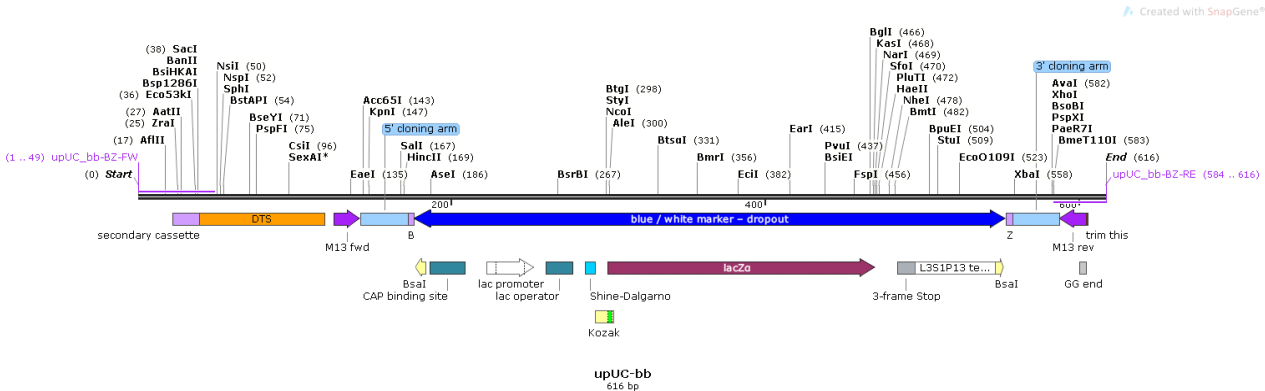 Created with SnapGene®
(38) SacI
BanII
BsiHKAI
Bsp1286I
(36) Eco53kI
(27) AatII
(25) ZraI
(17) AflII
(1 .. 49) upUC_bb-BZ-FW
(0) Start
NsiI (50)
NspI (52)
SphI
BstAPI (54)
BseYI (71)
PspFI (75)
CsiI (96)
SexAI*
Acc65I (143)
KpnI (147)
5' cloning arm
SalI (167)
HincII (169)
EaeI (135)
AseI (186)
BsrBI (267)
BtgI (298)
StyI
NcoI
AleI (300)
BtsαI (331)
BmrI (356)
EciI (382)
EarI (415)
PvuI (437)
BsiEI
FspI (456)
BglI (466)
KasI (468)
NarI (469)
SfoI (470)
PluTI (472)
HaeII
NheI (478)
BmtI (482)
BpuEI (504)
StuI (509)
EcoO109I (523)
XbaI (558)
3' cloning arm
AvaI (582)
XhoI
BsoBI
PspXI
PaeR7I
BmeT110I (583)
End (616)
upUC_bb-BZ-RE (584 .. 616)
200
400
600
DTS
blue / white marker – dropout
secondary cassette
M13 fwd
B
Z
M13 rev
trim this
BsaI
CAP binding site
lac promoter
lac operator
Shine-Dalgarno
Kozak
lacZα
3-frame Stop
L3S1P13 te...
BsaI
GG end
upUC-bb
616 bp